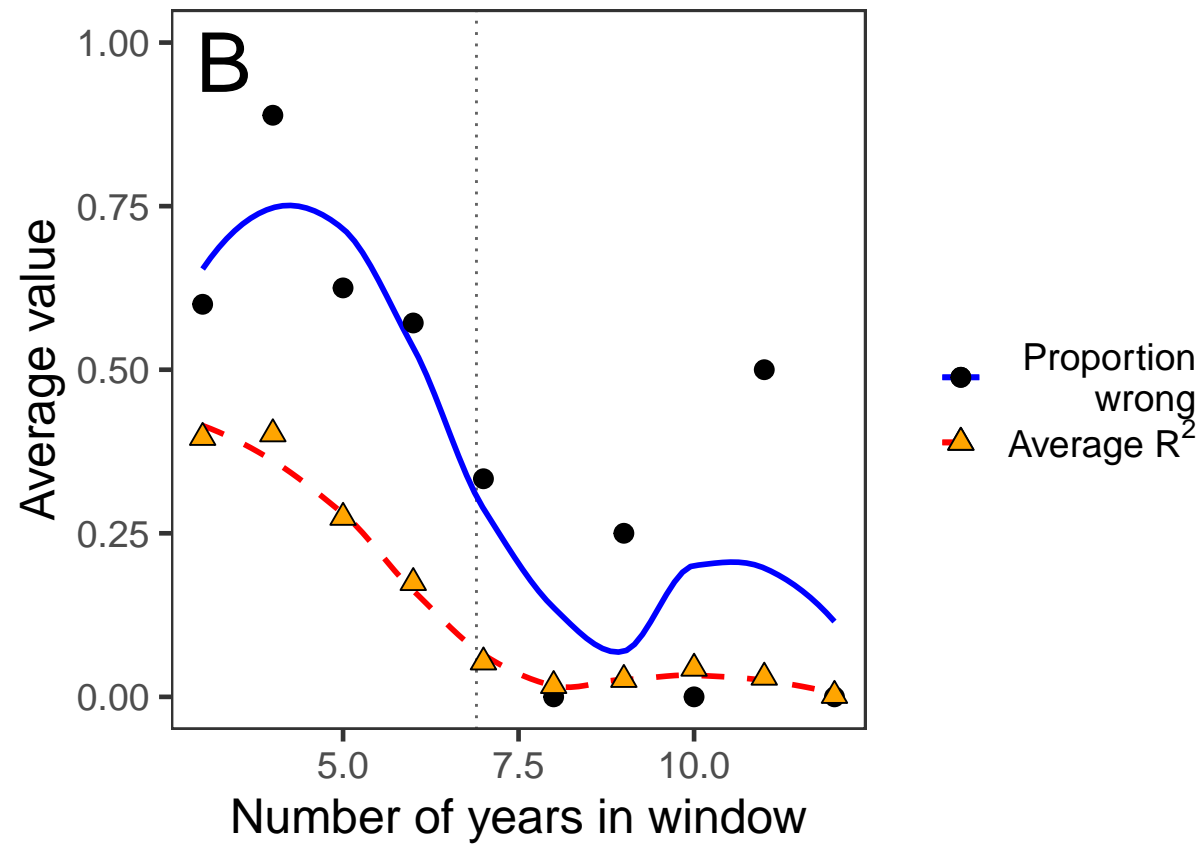 B
1.00
0.75
0.50
0.25
0.00
Average value
5.0 7.5 10.0
Number of years in window
Proportion
wrong
Average R²